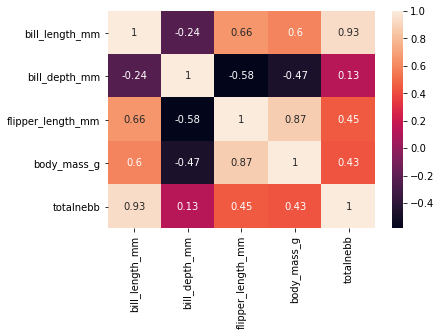 bill_length_mm 1 -0.24 0.66 0.6 0.93
bill_depth_mm -0.24 1 -0.58 -0.47 0.13
flipper_length_mm 0.66 -0.58 1 0.87 0.45
body_mass_g 0.6 -0.47 0.87 1 0.43
totalnebb 0.93 0.13 0.45 0.43 1
bill_length_mm
bill_depth_mm
flipper_length_mm
body_mass_g
totalnebb
1.0
0.8
0.6
0.4
0.2
0.0
−0.2
−0.4